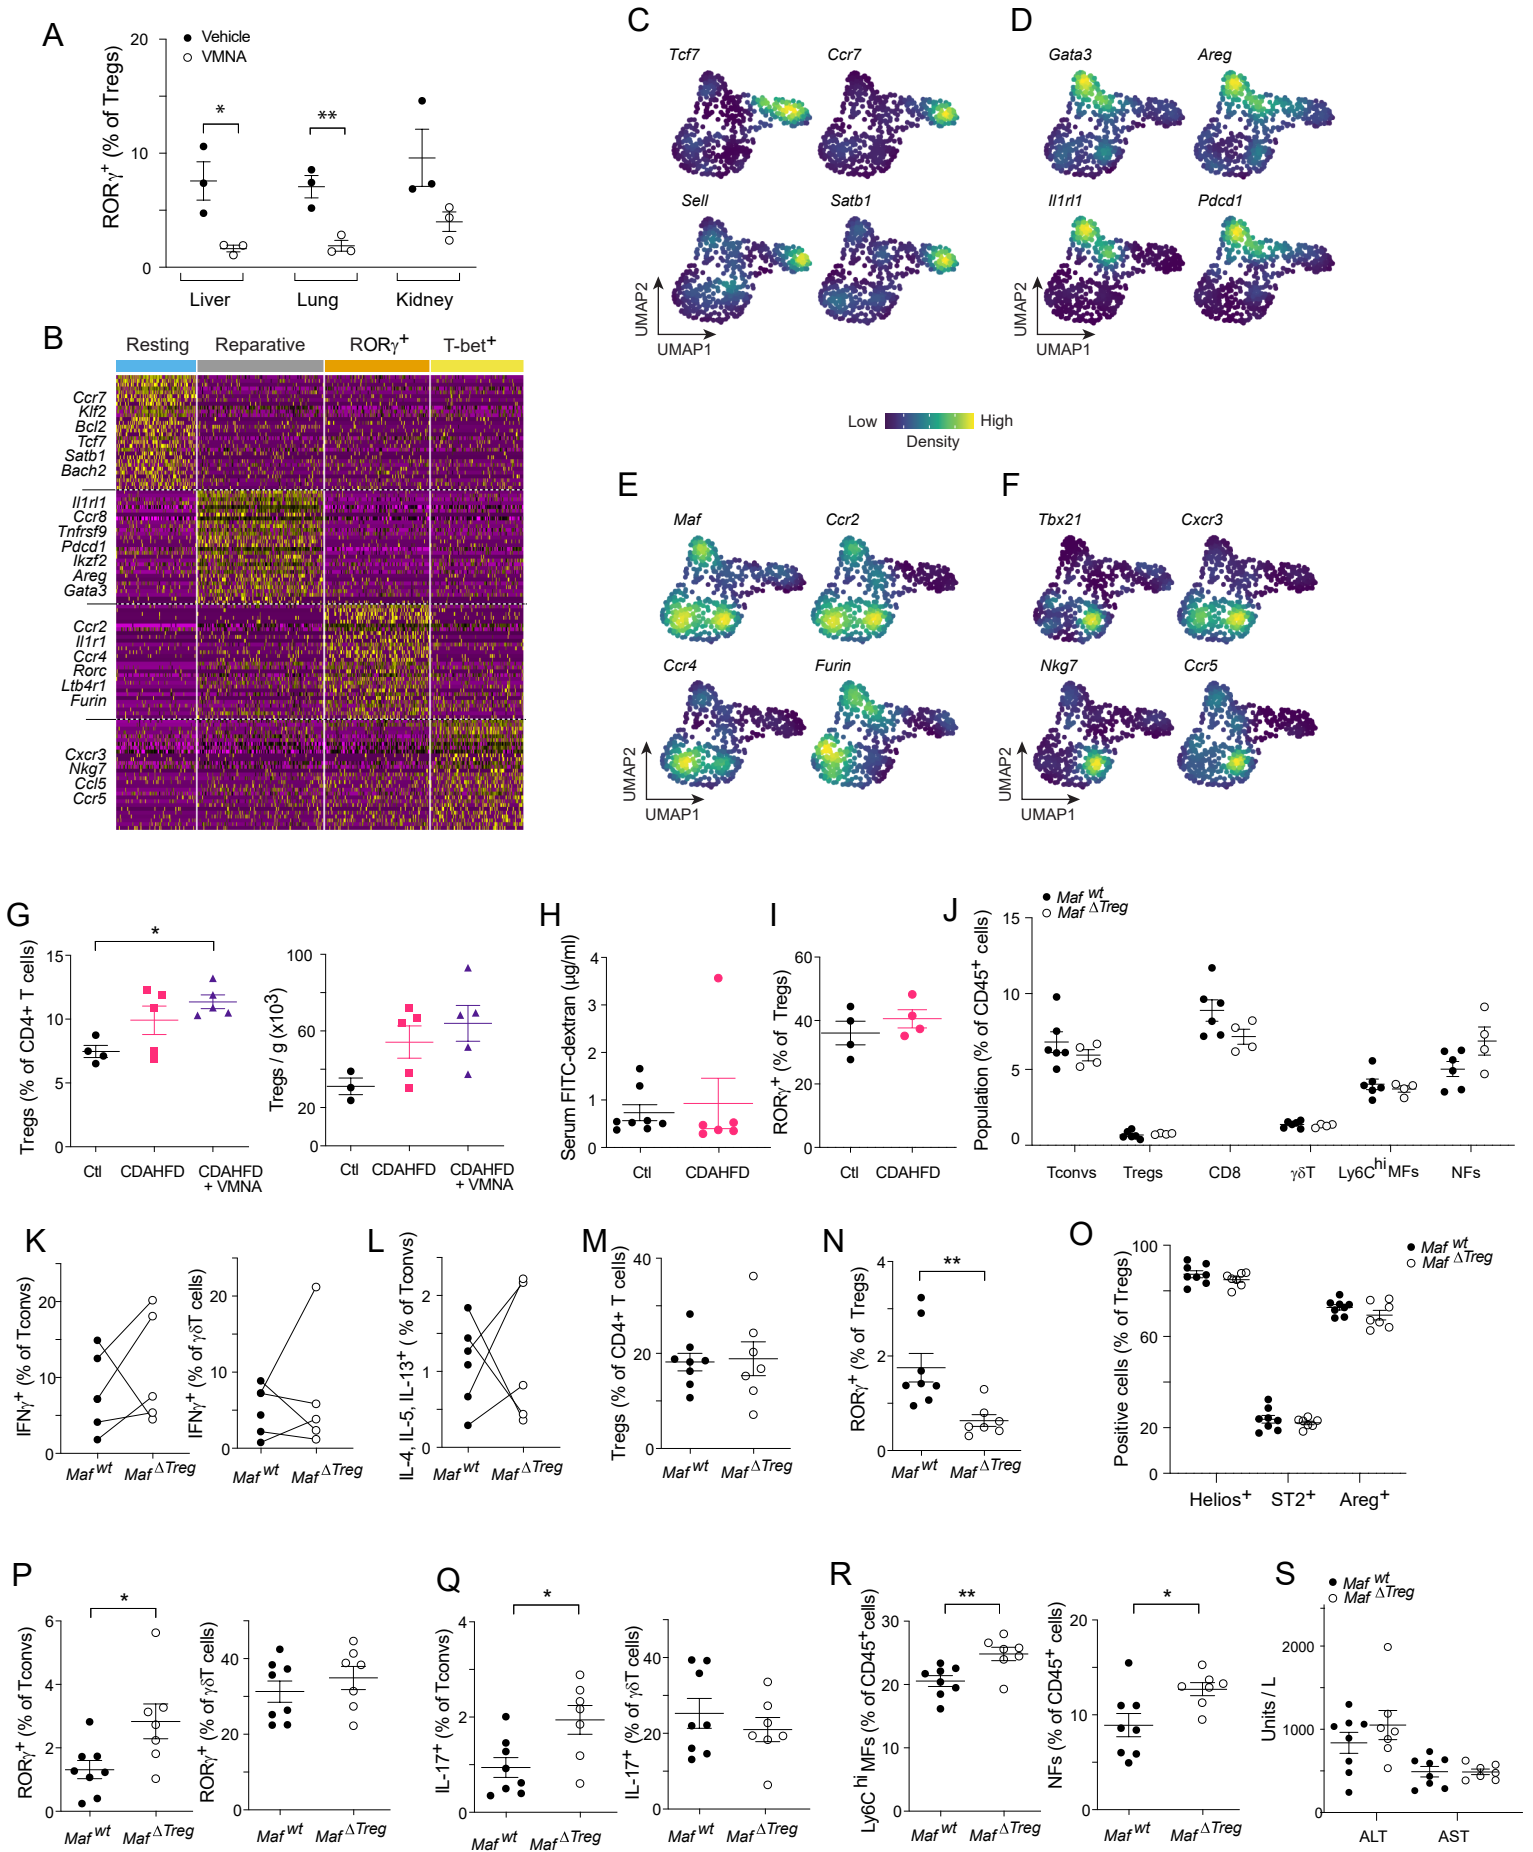 A
20
10
0
RORγ+ (% of Tregs)
Vehicle
VMNA
*
**
Liver
Lung
Kidney
B
Resting
Reparative
RORγ+
T-bet+
Ccr7
Klf2
Bcl2
Tcf7
Satb1
Bach2
Il1rl1
Ccr8
Tnfrsf9
Pdcd1
Ikzf2
Areg
Gata3
Ccr2
Il1r1
Ccr4
Rorc
Ltb4r1
Furin
Cxcr3
Nkg7
Ccl5
Ccr5
C
Tcf7
Ccr7
Sell
Satb1
UMAP2
UMAP1
D
Gata3
Areg
Il1rl1
Pdcd1
UMAP2
UMAP1
Low
High
Density
E
Maf
Ccr2
Ccr4
Furin
UMAP2
UMAP1
F
Tbx21
Cxcr3
Nkg7
Ccr5
UMAP2
UMAP1
G
Tregs (% of CD4+ T cells)
15
10
5
0
*
Ctl
CDAHFD
CDAHFD
+ VMNA
Tregs / g (x10³)
100
60
20
0
Ctl
CDAHFD
CDAHFD
+ VMNA
H
Serum FITC-dextran (μg/ml)
4
3
2
1
0
Ctl
CDAHFD
I
RORγ+ (% of Tregs)
60
40
20
0
Ctl
CDAHFD
J
Maf wt
Maf ΔTreg
Population (% of CD45+ cells)
15
10
5
0
Tconvs
Tregs
CD8
γδT
Ly6Chi MFs
NFs
K
IFNγ+ (% of Tconvs)
20
10
0
Maf wt
Maf ΔTreg
IFNγ+ (% of γδT cells)
20
10
0
Maf wt
Maf ΔTreg
L
IL-4, IL-5, IL-13+ ( % of Tconvs)
2
1
0
Maf wt
Maf ΔTreg
M
Tregs (% of CD4+ T cells)
40
20
0
Maf wt
Maf ΔTreg
N
RORγ+ (% of Tregs)
4
2
0
**
Maf wt
Maf ΔTreg
O
Positive cells (% of Tregs)
100
60
20
0
Maf wt
Maf ΔTreg
Helios+
ST2+
Areg+
P
RORγ+ (% of Tconvs)
6
4
2
0
*
Maf wt
Maf ΔTreg
RORγ+ (% of γδT cells)
40
20
0
Maf wt
Maf ΔTreg
Q
IL-17+ (% of Tconvs)
4
2
0
*
Maf wt
Maf ΔTreg
IL-17+ (% of γδT cells)
40
20
0
Maf wt
Maf ΔTreg
R
Ly6C hi MFs (% of CD45+cells)
30
20
10
0
**
Maf wt
Maf ΔTreg
NFs (% of CD45+ cells)
20
10
0
*
Maf wt
Maf ΔTreg
S
Maf wt
Maf ΔTreg
Units / L
2000
1000
0
ALT
AST